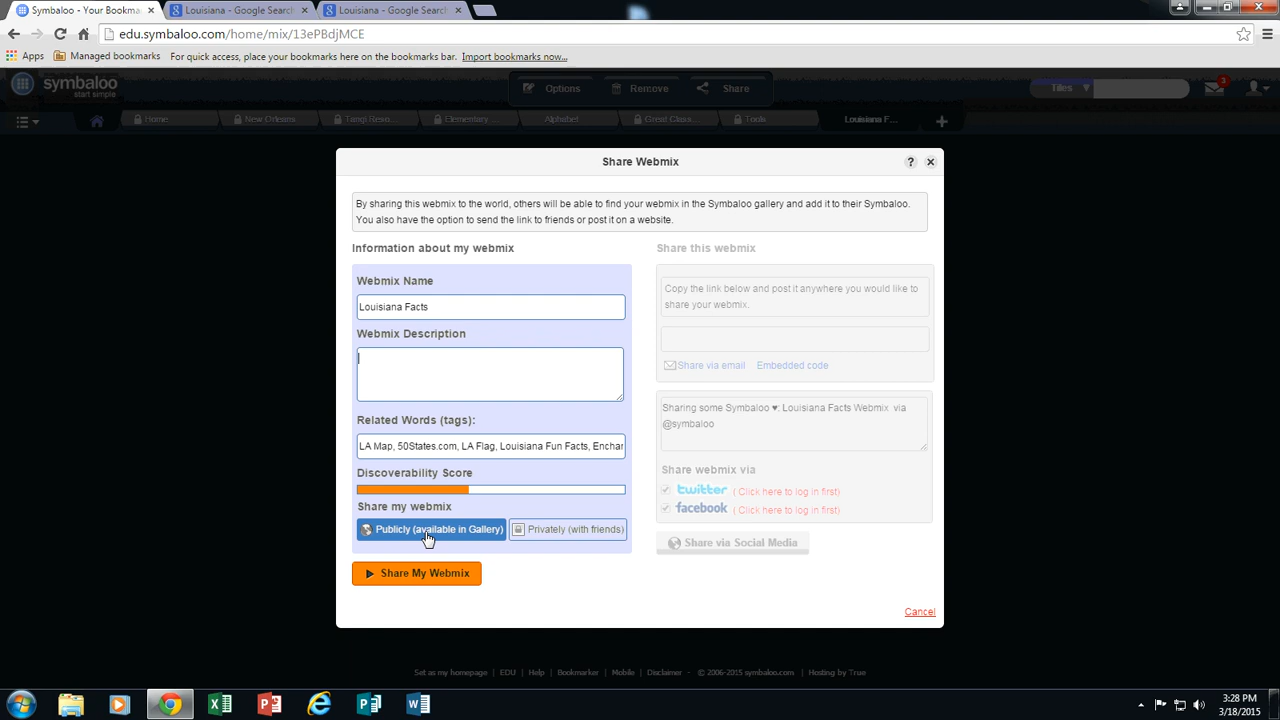 Symbaloo - Your Bookma
Louisiana - Google Search
Louisiana - Google Search
edu.symbaloo.com/home/mix/13ePBdjMCE
Apps Managed bookmarks For quick access, place your bookmarks here on the bookmarks bar. Import bookmarks now...
symbaloo
start simple
Options Remove Share Tiles 3
Home New Orleans Tangi Reso... Elementary ... Alphabet Great Class... Tools Louisiana F...
Share Webmix
?
By sharing this webmix to the world, others will be able to find your webmix in the Symbaloo gallery and add it to their Symbaloo.
You also have the option to send the link to friends or post it on a website.
Information about my webmix
Webmix Name
Louisiana Facts
Webmix Description
Related Words (tags):
LA Map, 50States.com, LA Flag, Louisiana Fun Facts, Enchan
Discoverability Score
Share my webmix
Publicly (available in Gallery) Privately (with friends)
Share My Webmix
Share this webmix
Copy the link below and post it anywhere you would like to
share your webmix.
Share via email Embedded code
Sharing some Symbaloo ♥: Louisiana Facts Webmix via
@symbaloo
Share webmix via
twitter ( Click here to log in first)
facebook ( Click here to log in first)
Share via Social Media
Cancel
Set as my homepage | EDU | Help | Bookmarker | Mobile | Disclaimer - © 2006-2015 symbaloo.com | Hosting by True
3:28 PM
3/18/2015